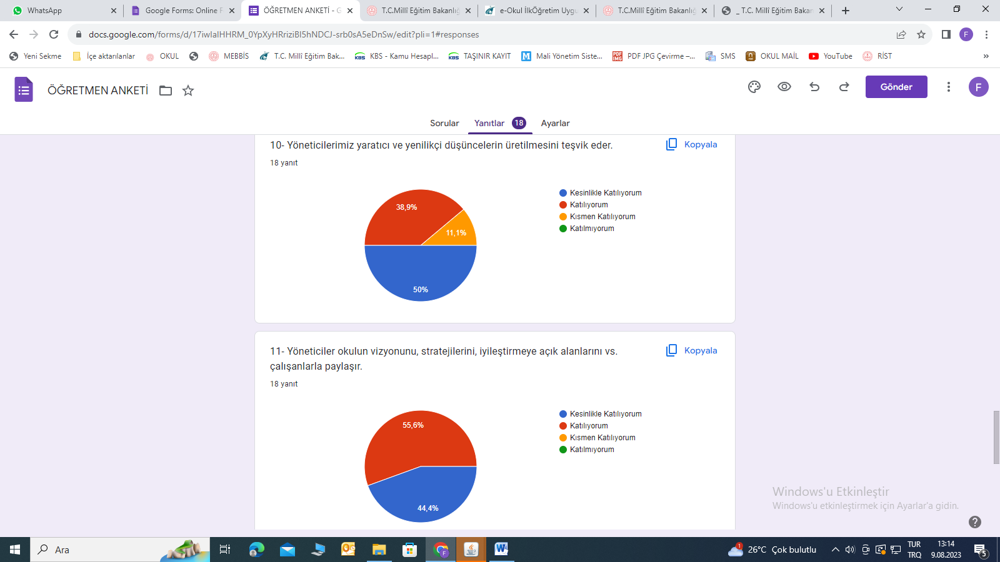 WhatsApp
Google Forms: Online F
ÖĞRETMEN ANKETİ - G
T.C.Millî Eğitim Bakanlığ
e-Okul İlkÖğretim Uygu
T.C.Millî Eğitim Bakanlığ
_ T.C. Millî Eğitim Bakan
docs.google.com/forms/d/17iwIaIHHRM_0YpXyHRriziBI5hNDCJ-srb0sA5eDnSw/edit?pli=1#responses
F
Yeni Sekme
İçe aktarılanlar
OKUL
MEBBİS
T.C. Millî Eğitim Bak...
KBS - Kamu Hesapl...
TAŞINIR KAYIT
Mali Yönetim Siste...
PDF JPG Çevirme –...
SMS
OKUL MAİL
YouTube
RİST
»
ÖĞRETMEN ANKETİ
Gönder
F
Sorular
Yanıtlar 18
Ayarlar
10- Yöneticilerimiz yaratıcı ve yenilikçi düşüncelerin üretilmesini teşvik eder.
Kopyala
18 yanıt
38,9%
11,1%
50%
Kesinlikle Katılıyorum
Katılıyorum
Kısmen Katılıyorum
Katılmıyorum
11- Yöneticiler okulun vizyonunu, stratejilerini, iyileştirmeye açık alanlarını vs.
çalışanlarla paylaşır.
Kopyala
18 yanıt
55,6%
44,4%
Kesinlikle Katılıyorum
Katılıyorum
Kısmen Katılıyorum
Katılmıyorum
Windows'u Etkinleştir
Windows'u etkinleştirmek için Ayarlar'a gidin.
Ara
1
26°C Çok bulutlu
TUR
TRQ
13:14
9.08.2023
5